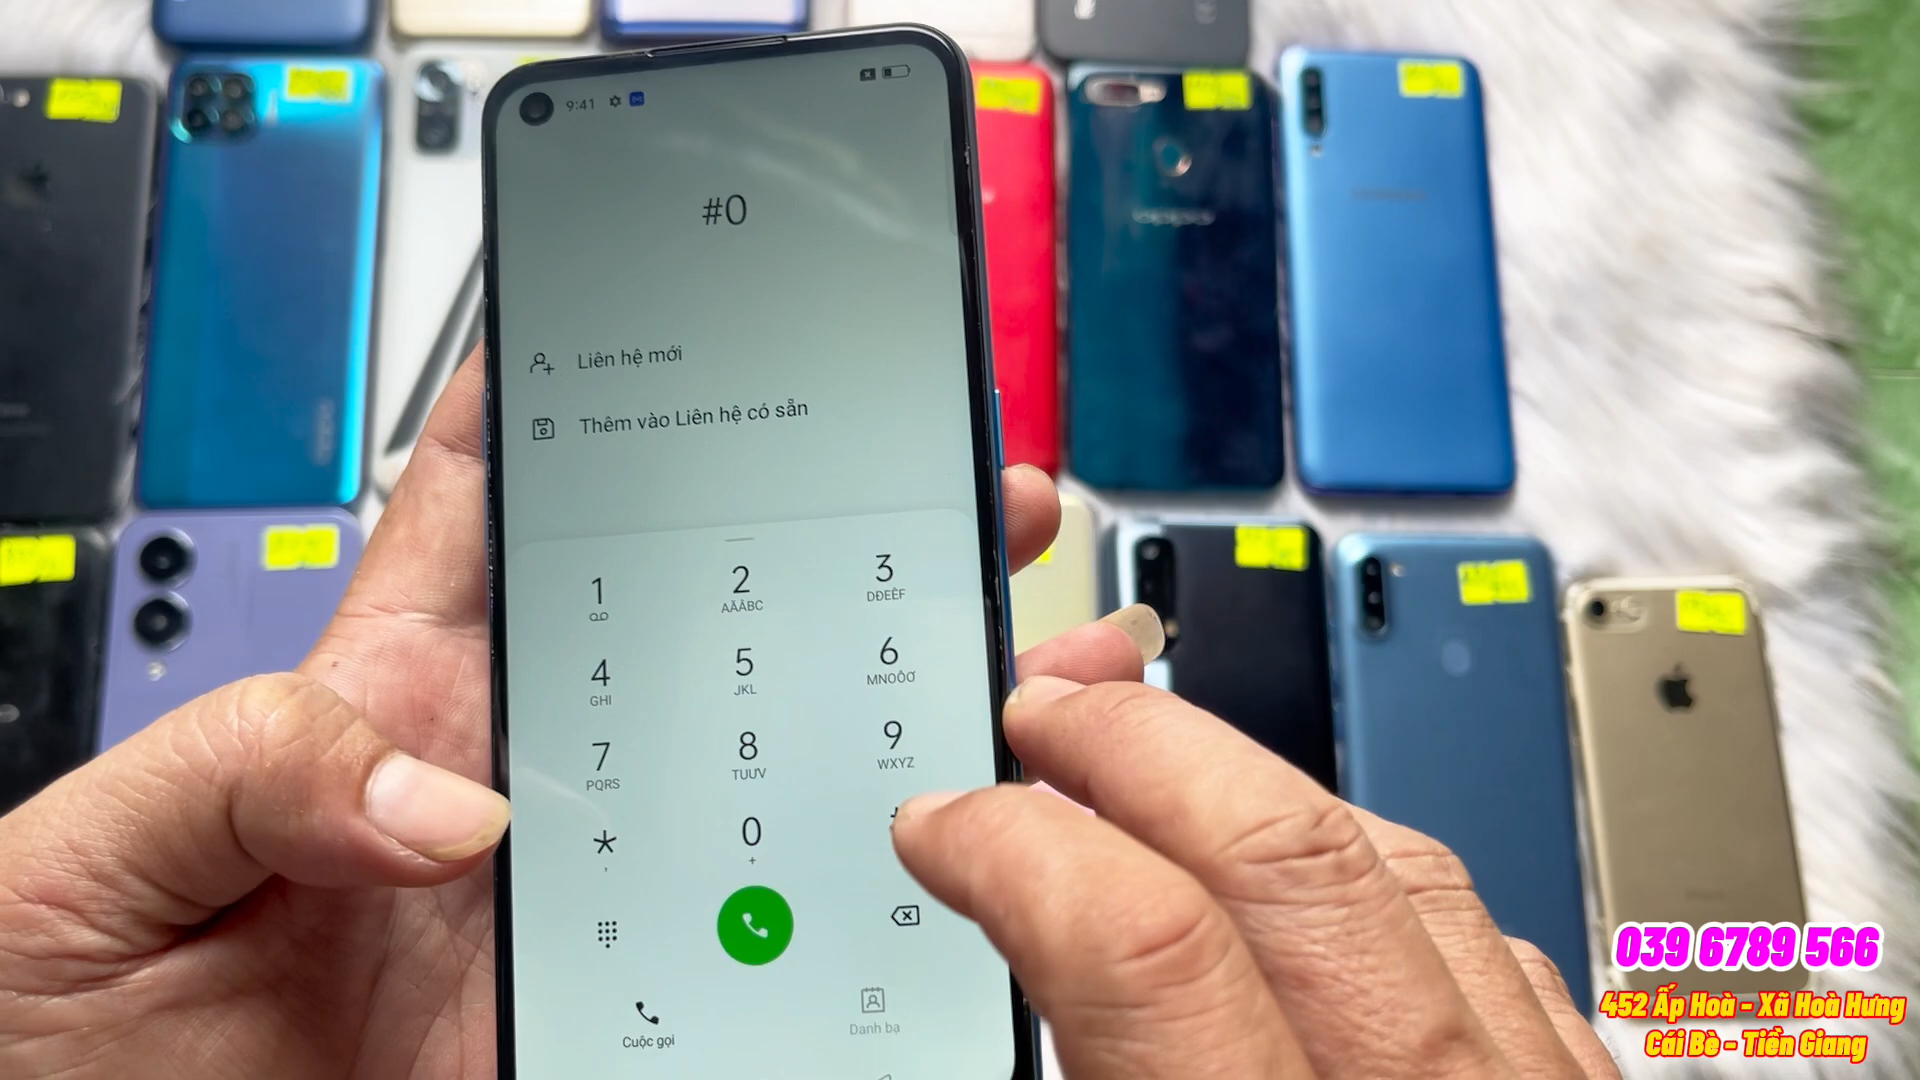 9:41
#0
Liên hệ mới
Thêm vào Liên hệ có sẵn
1
2
AĂÂBC
3
DĐEÊF
4
GHI
5
JKL
6
MNOÔƠ
7
PQRS
8
TUƯV
9
WXYZ
*
,
0
+
Cuộc gọi
Danh bạ
oppo
039 6789 566
452 Ấp Hoà - Xã Hoà Hưng
Cái Bè - Tiền Giang